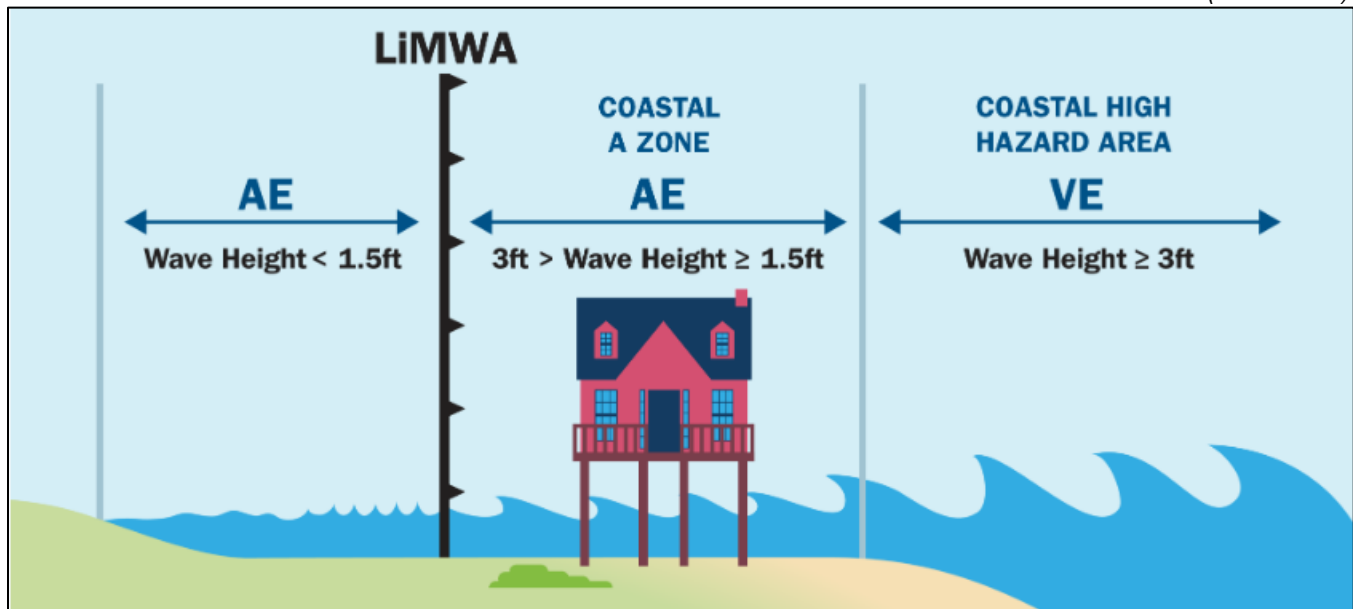 LiMWA
COASTAL
A ZONE
COASTAL HIGH
HAZARD AREA
AE
AE
VE
Wave Height < 1.5ft
3ft > Wave Height ≥ 1.5ft
Wave Height ≥ 3ft